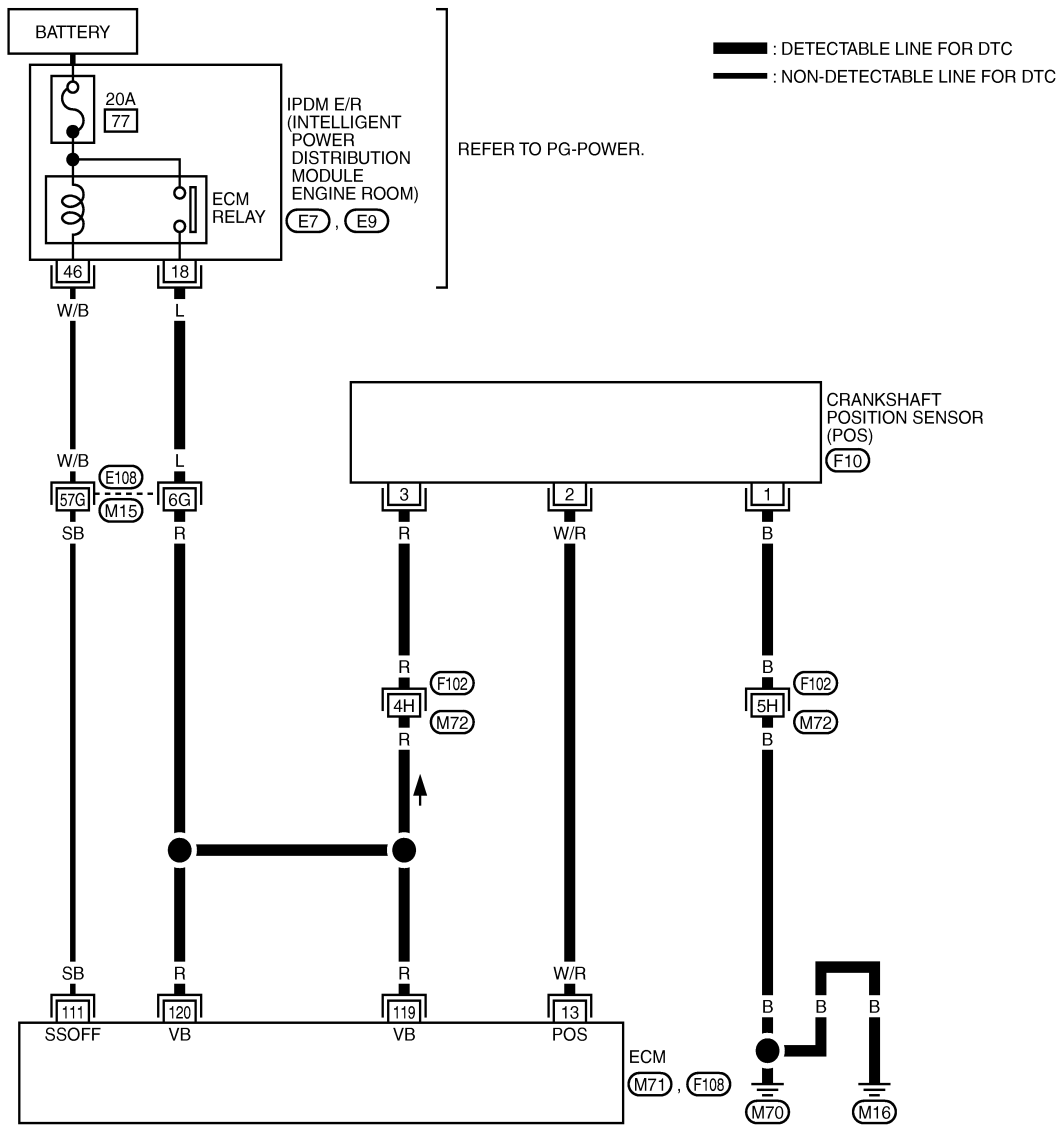 BATTERY
: DETECTABLE LINE FOR DTC
: NON-DETECTABLE LINE FOR DTC
20A
77
IPDM E/R
(INTELLIGENT
POWER
DISTRIBUTION
MODULE
ENGINE ROOM)
E7 , E9
REFER TO PG-POWER.
ECM
RELAY
46 18
W/B L
CRANKSHAFT
POSITION SENSOR
(POS)
F10
W/B L
E108
57G 6G
M15
3 2 1
SB R
R W/R B
R B
F102 F102
4H 5H
M72 M72
R B
SB R R W/R
B B B
111 120 119 13
SSOFF VB VB POS
ECM
M71 , F108
M70 M16